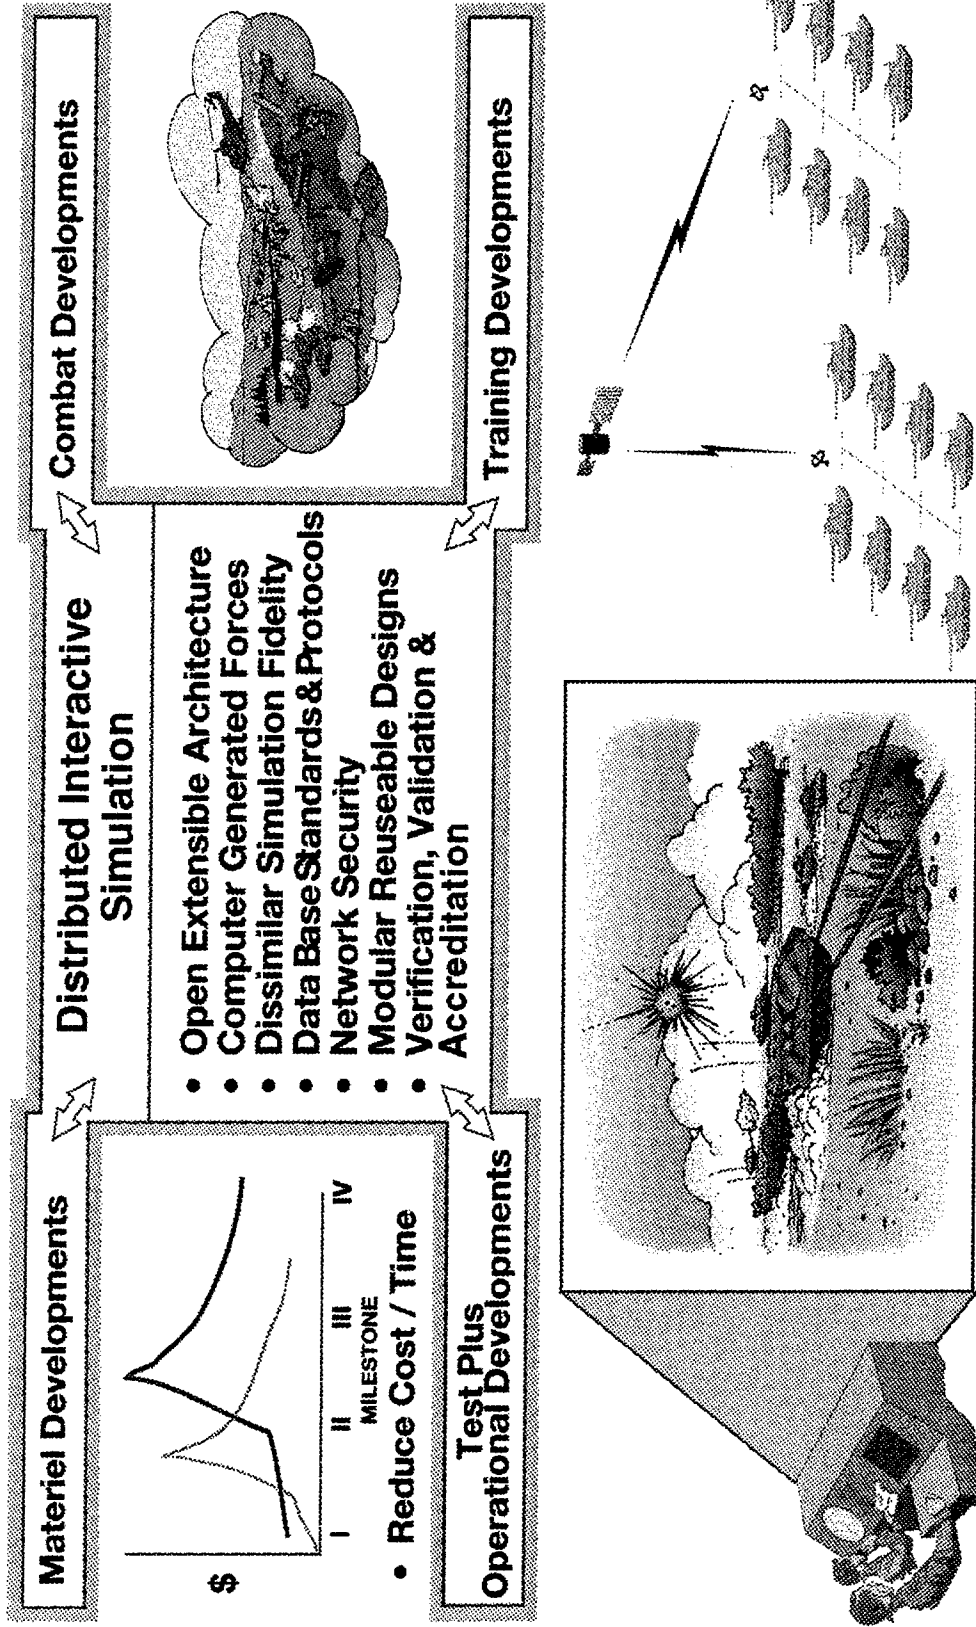 Materiel Developments
Distributed Interactive
Simulation
Combat Developments
$
I II III IV
MILESTONE
• Reduce Cost / Time
• Open Extensible Architecture
• Computer Generated Forces
• Dissimilar Simulation Fidelity
• Data Base Standards & Protocols
• Network Security
• Modular Reuseable Designs
• Verification, Validation &
Accreditation
Test Plus
Operational Developments
Training Developments